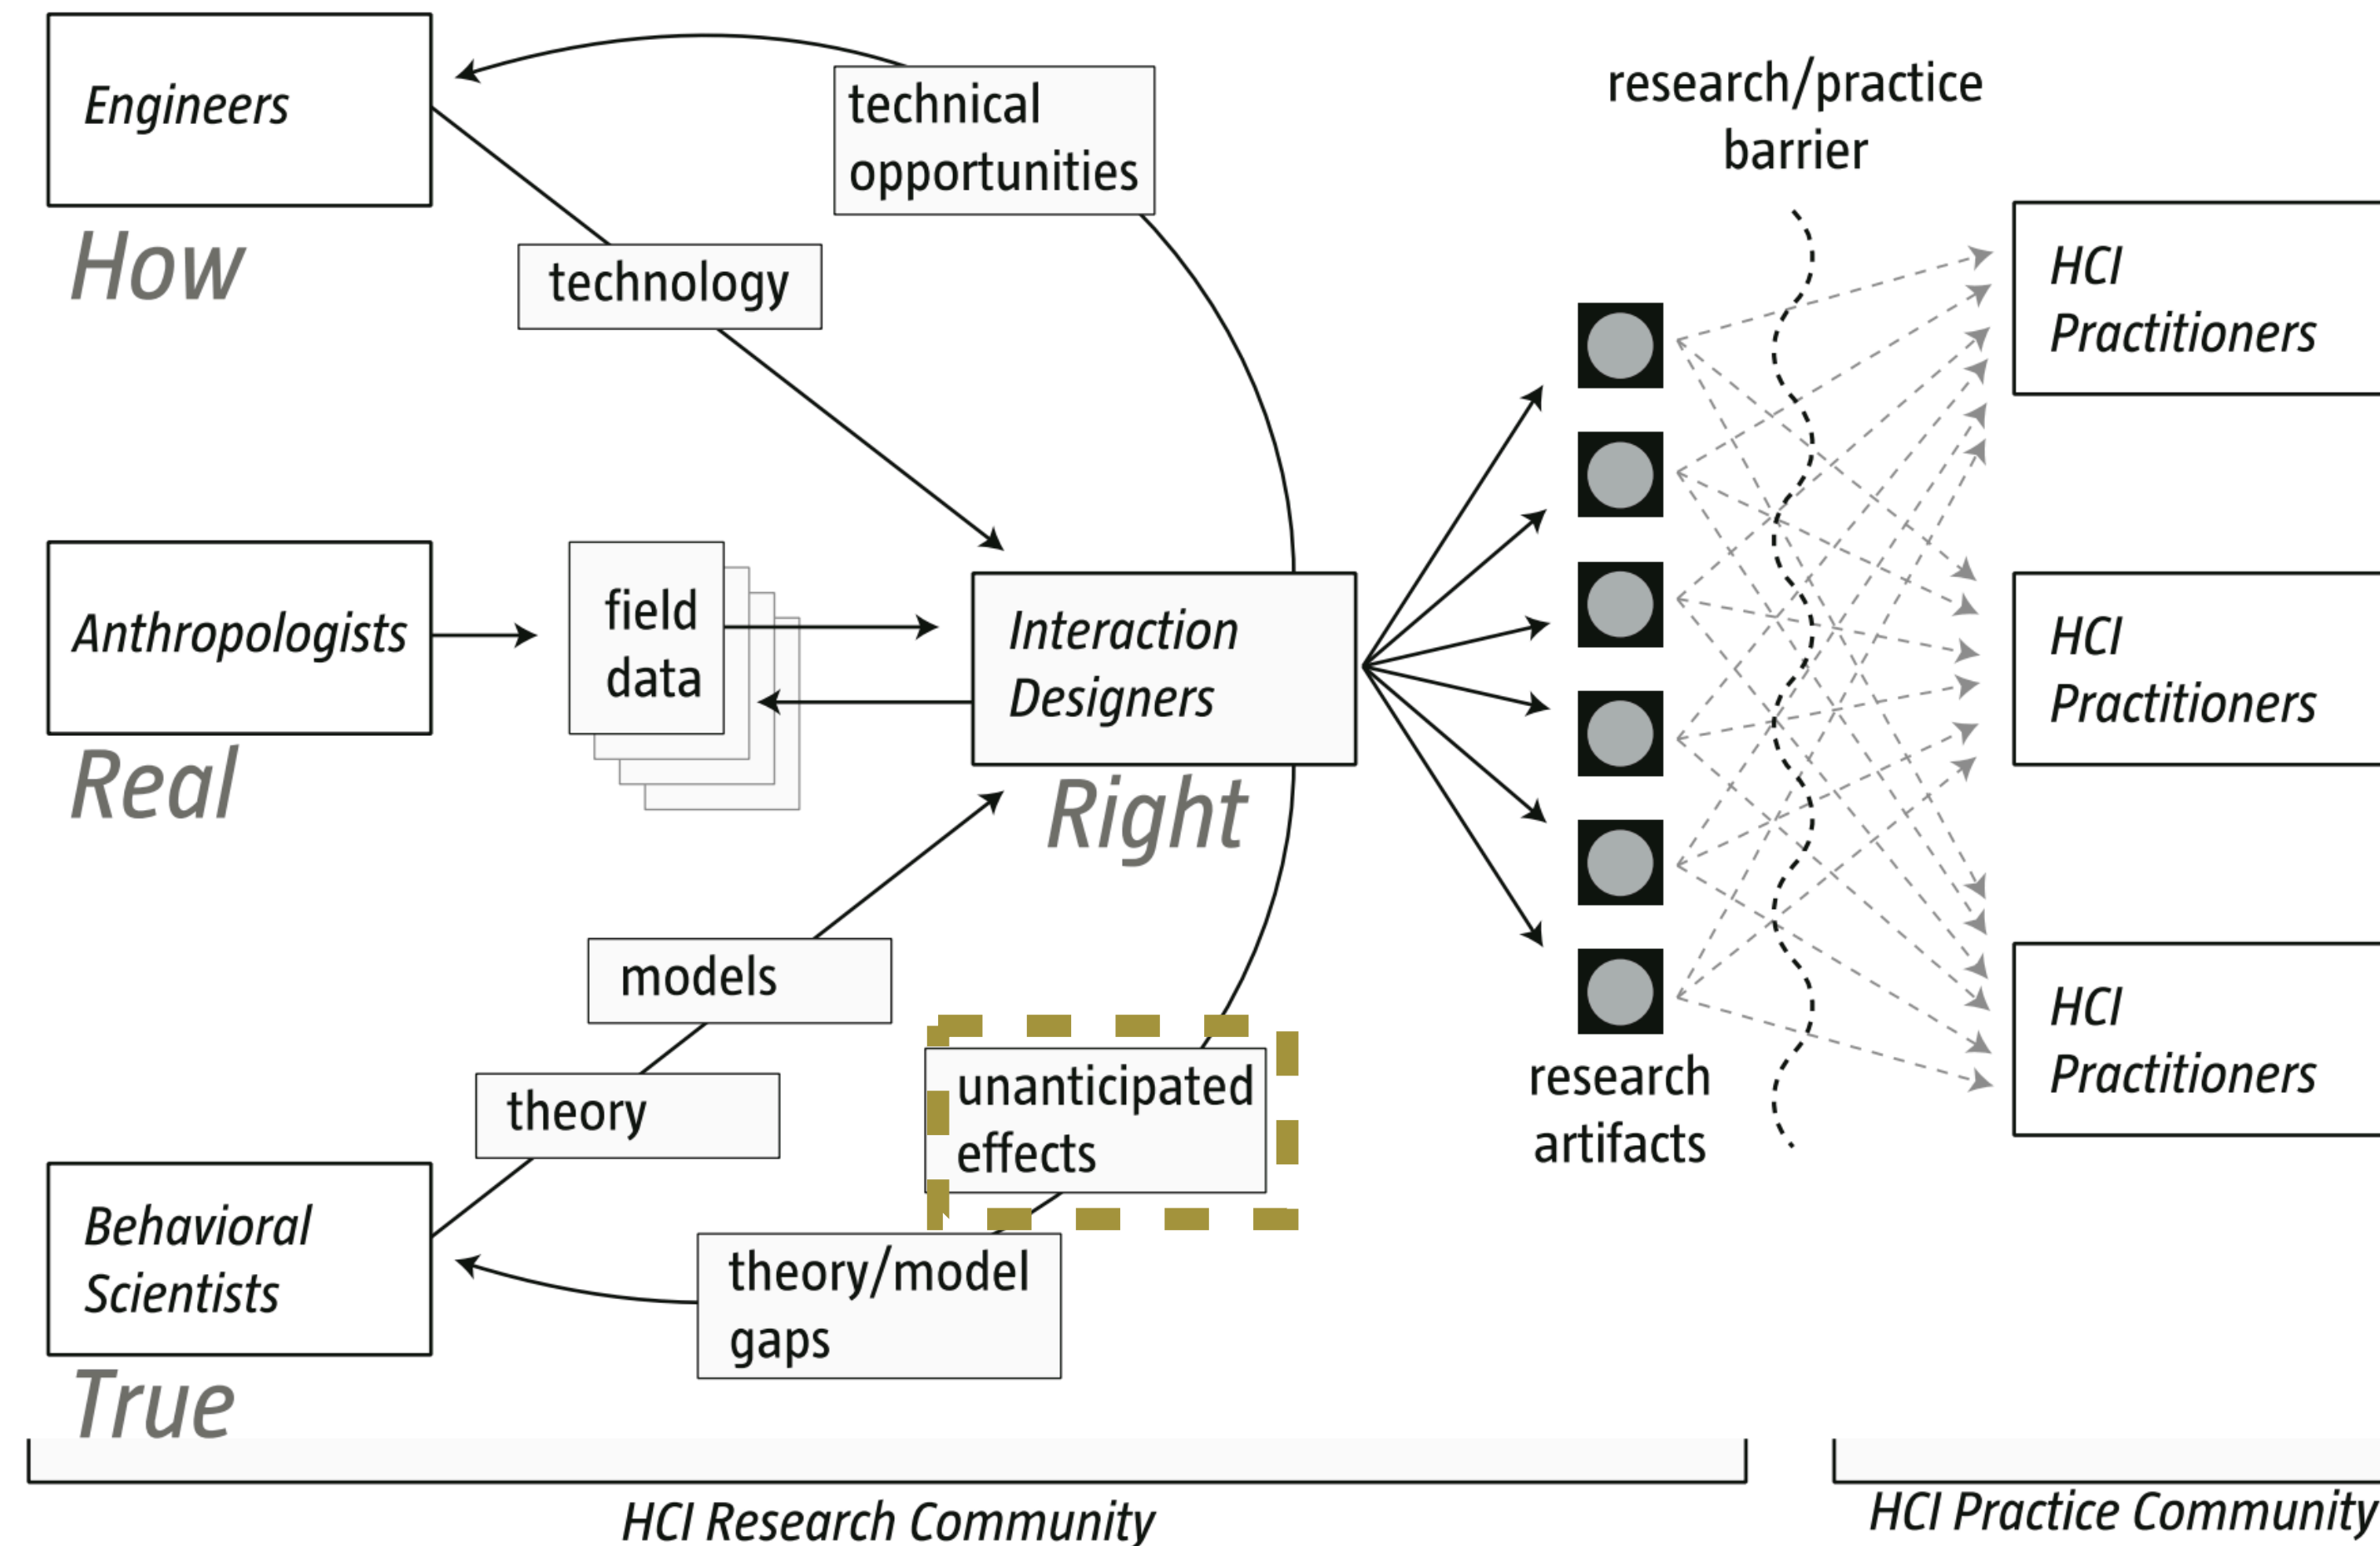 Engineers
How
technical
opportunities
technology
Anthropologists
Real
field
data
Interaction
Designers
Right
models
theory
unanticipated
effects
Behavioral
Scientists
True
theory/model
gaps
research/practice
barrier
research
artifacts
HCI
Practitioners
HCI
Practitioners
HCI
Practitioners
HCI Research Community
HCI Practice Community